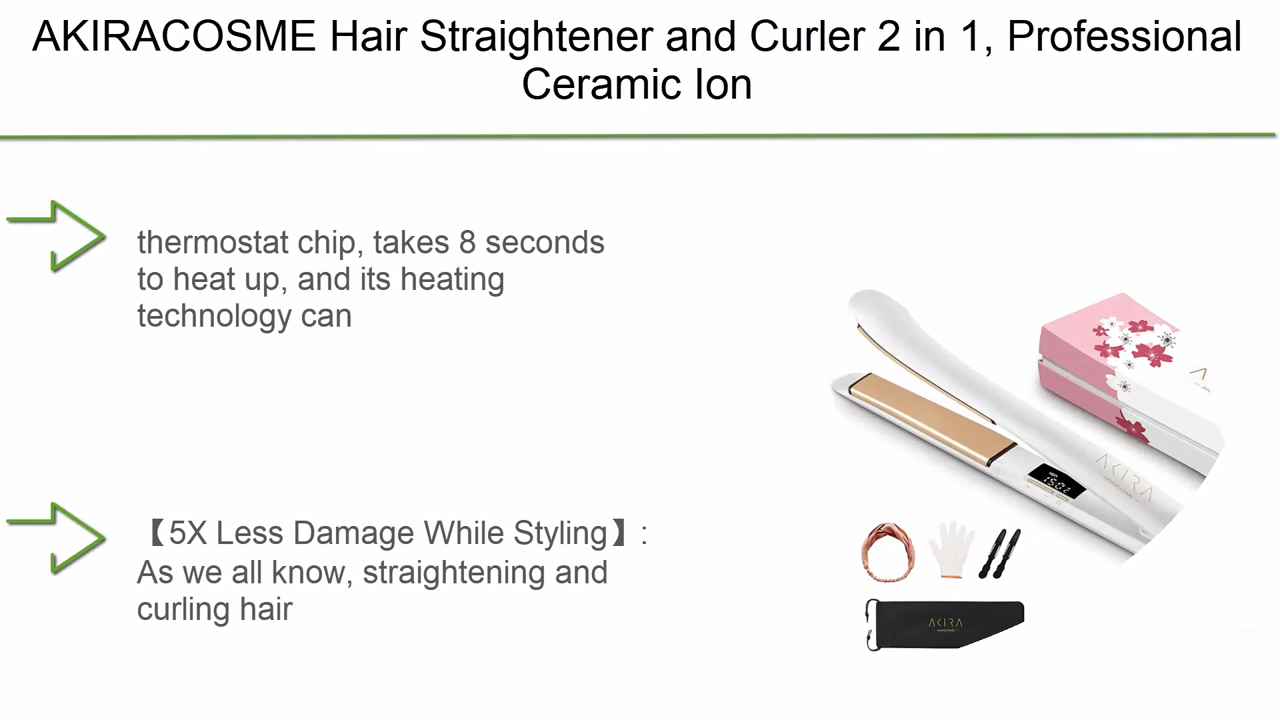 AKIRACOSME Hair Straightener and Curler 2 in 1, Professional
Ceramic Ion
thermostat chip, takes 8 seconds
to heat up, and its heating
technology can
【5X Less Damage While Styling】:
As we all know, straightening and
curling hair
AKIRA
AKIRA